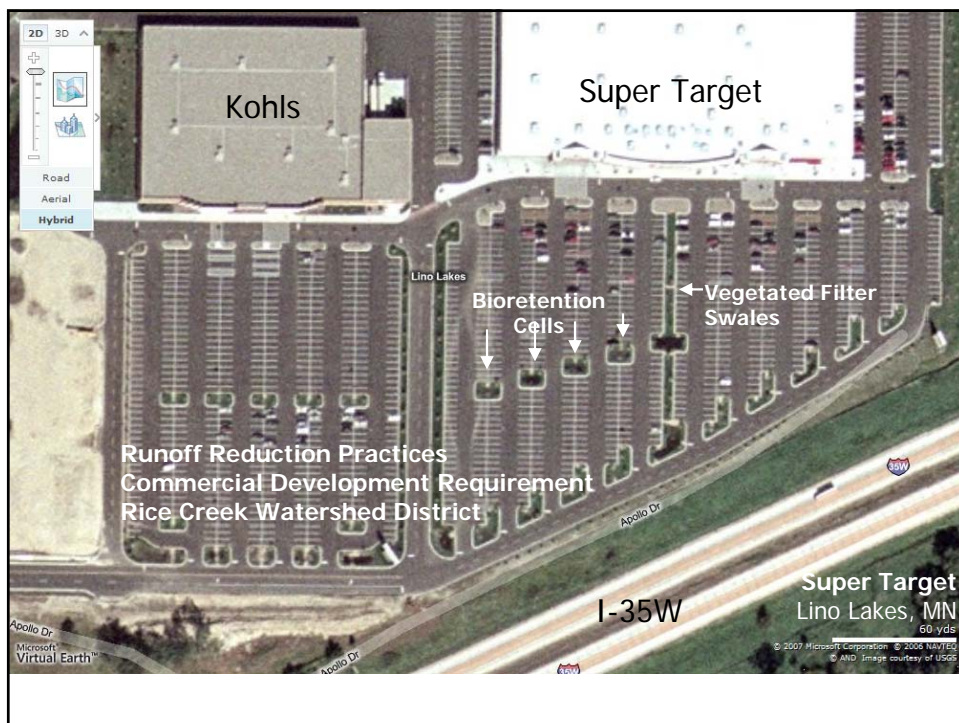 2D 3D
Road
Aerial
Hybrid
Kohls
Super Target
Lino Lakes
Bioretention
Cells
Vegetated Filter
Swales
Runoff Reduction Practices
Commercial Development Requirement
Rice Creek Watershed District
35W
Apollo Dr
I-35W
Super Target
Lino Lakes, MN
60 yds
Apollo Dr
Microsoft
Virtual Earth™
Apollo Dr
35W
© 2007 Microsoft Corporation © 2006 NAVTEQ
© AND Image courtesy of USGS